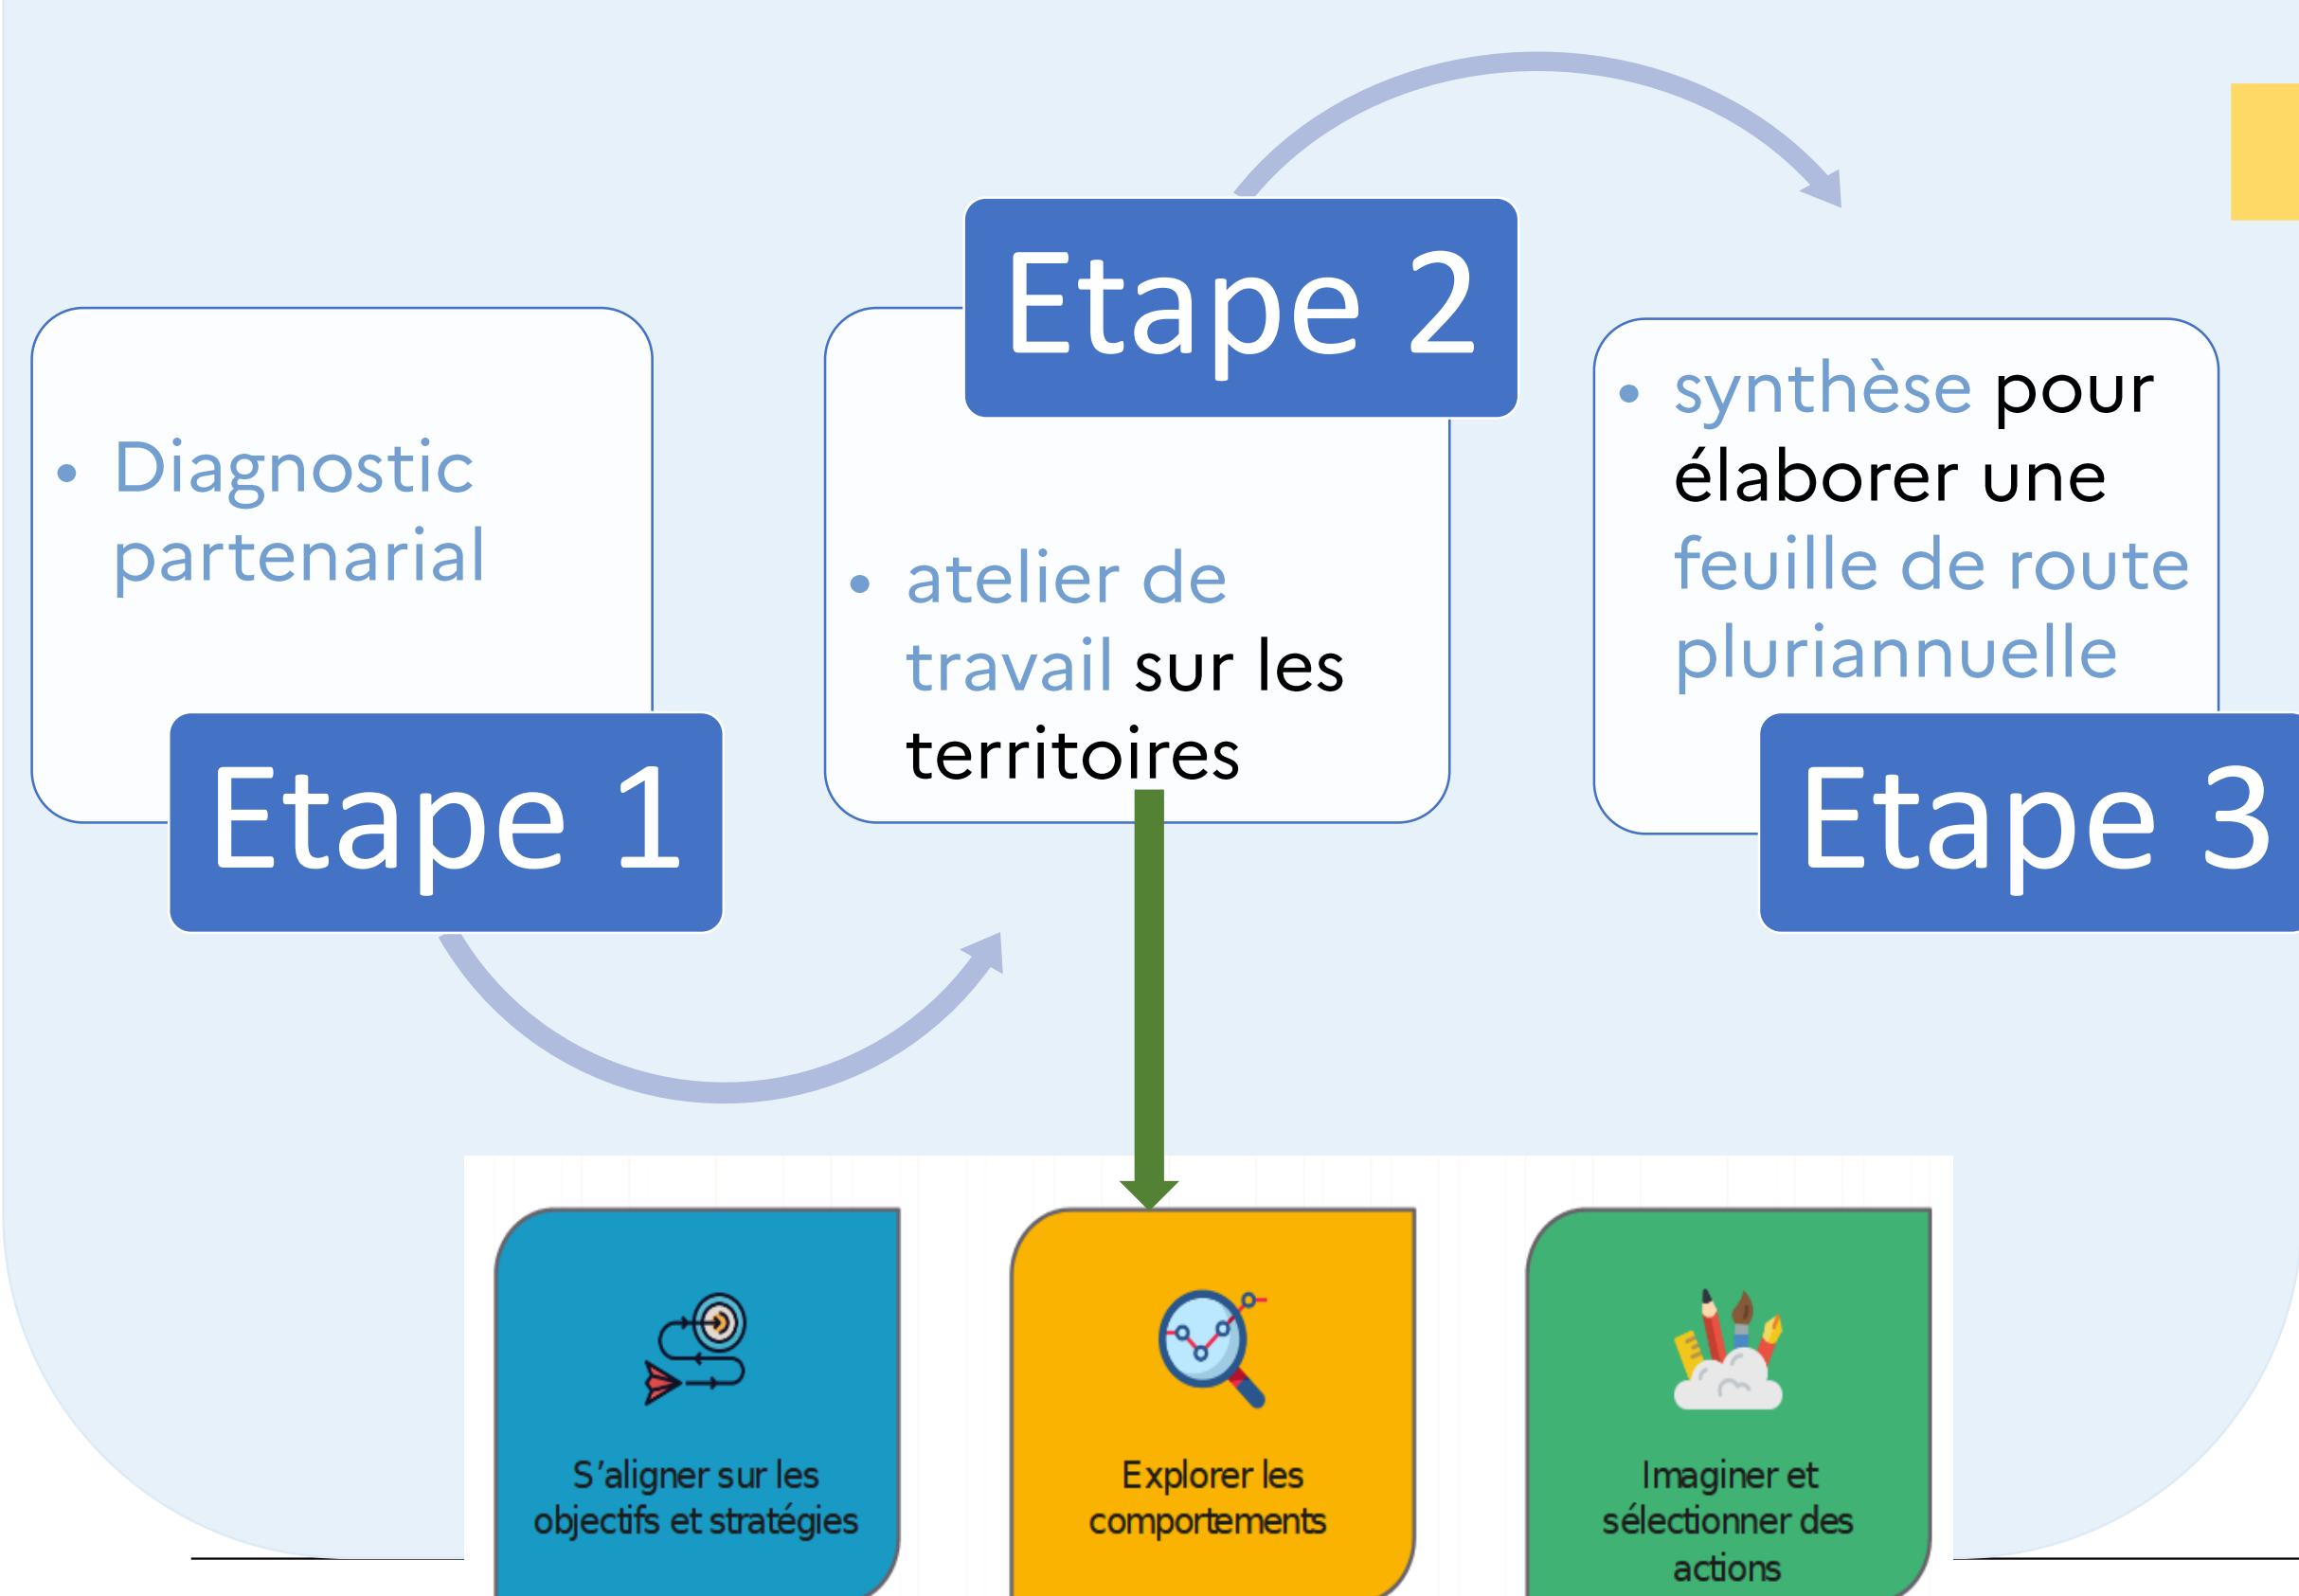 Diagnostic
partenarial
Etape 1
Etape 2
atelier de
travail sur les
territoires
synthèse pour
élaborer une
feuille de route
pluriannuelle
Etape 3
S'aligner sur les
objectifs et stratégies
Explorer les
comportements
Imaginer et
sélectionner des
actions